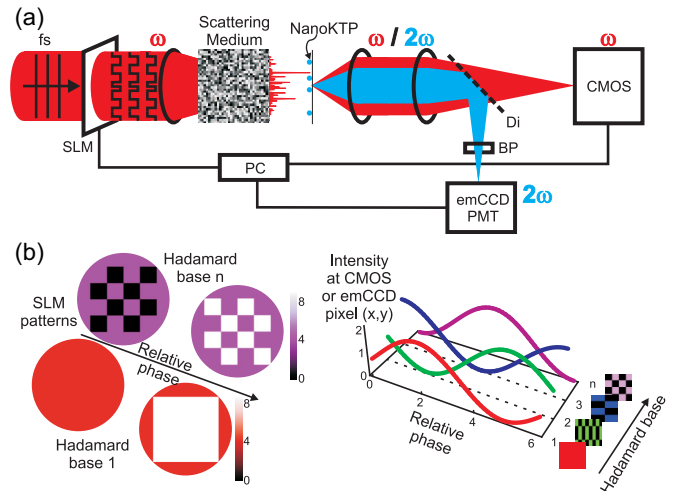 (a)
fs
ω
Scattering
Medium
NanoKTP
ω / 2ω
ω
CMOS
SLM
Di
BP
PC
emCCD
PMT
2ω
(b)
Hadamard
base n
SLM
patterns
Relative
phase
8
4
0
Hadamard
base 1
8
4
0
Intensity
at CMOS
or emCCD
pixel (x,y)
2
1
0
0
2
4
6
Relative phase
1
2
3
n
Hadamard base